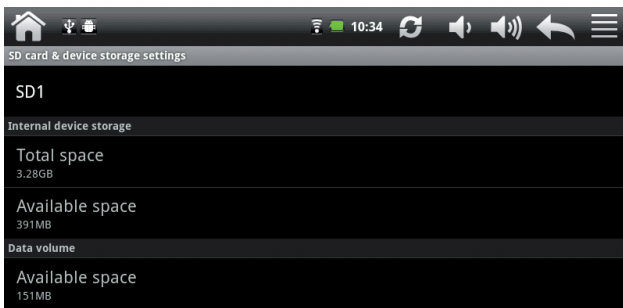 10:34
SD card & device storage settings
SD1
Internal device storage
Total space
3.28GB
Available space
391MB
Data volume
Available space
151MB